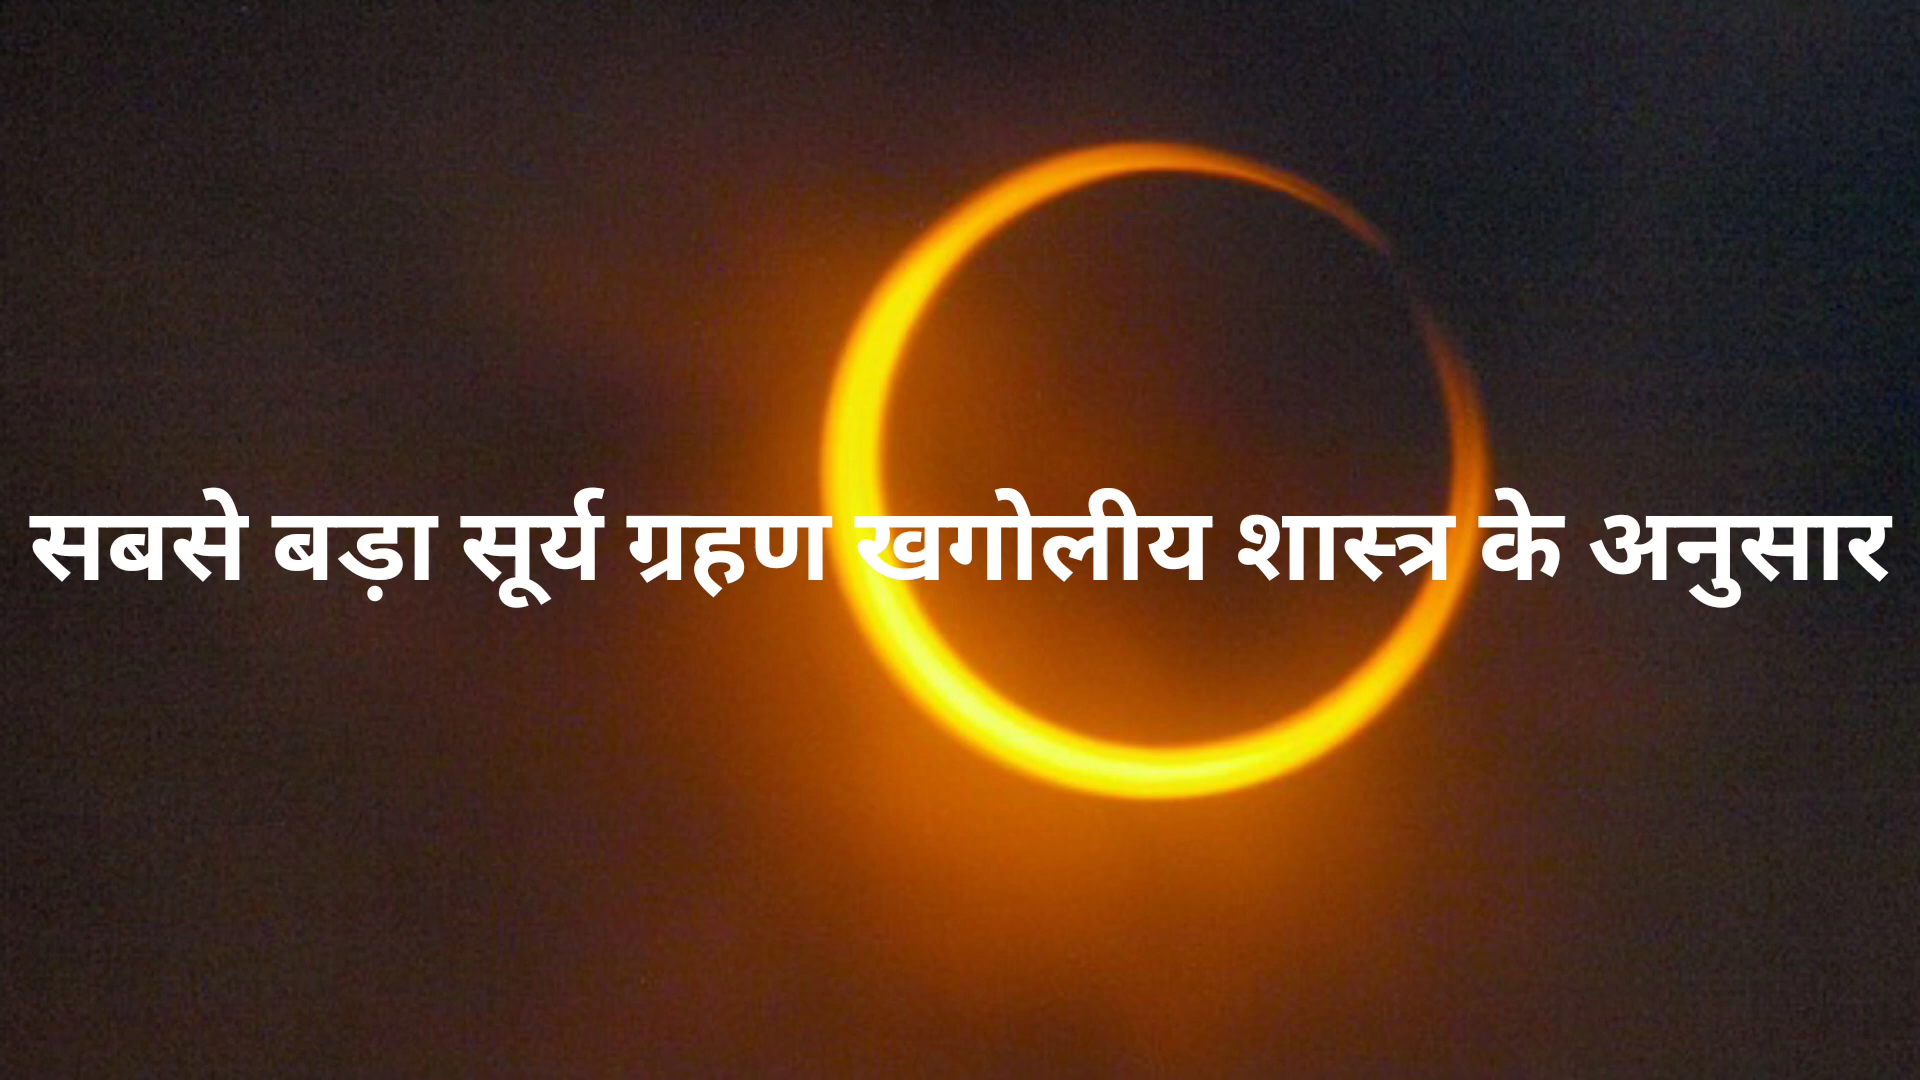 सबसे बड़ा सूर्य ग्रहण खगोलीय शास्त्र के अनुसार